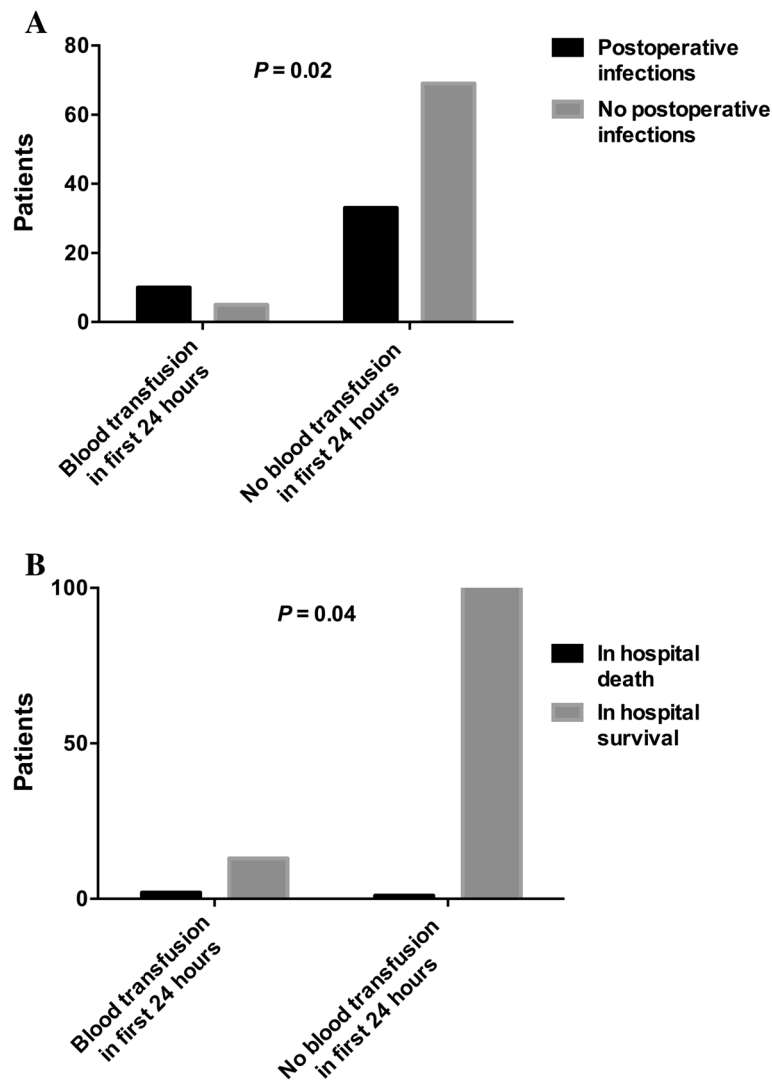 A
80
60
40
20
0
Patients
P = 0.02
Postoperative
infections
No postoperative
infections
Blood transfusion
in first 24 hours
No blood transfusion
in first 24 hours
B
100
50
0
Patients
P = 0.04
In hospital
death
In hospital
survival
Blood transfusion
in first 24 hours
No blood transfusion
in first 24 hours